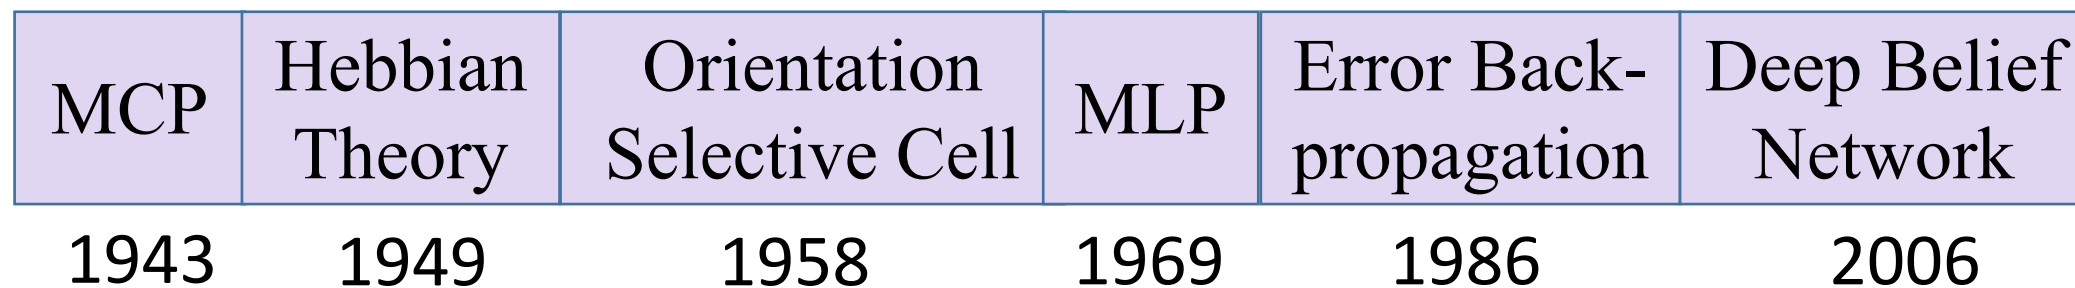 MCP
Hebbian
Theory
Orientation
Selective Cell
MLP
Error Back-
propagation
Deep Belief
Network
1943 1949 1958 1969 1986 2006